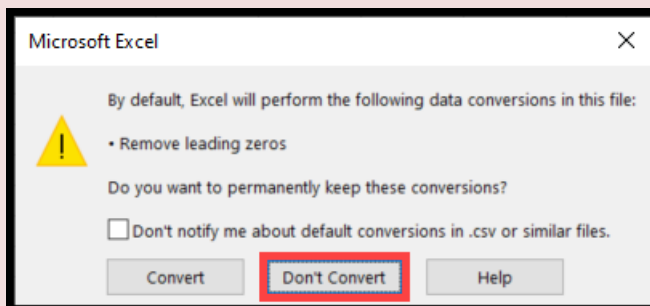 Microsoft Excel
By default, Excel will perform the following data conversions in this file:
• Remove leading zeros
Do you want to permanently keep these conversions?
Don't notify me about default conversions in .csv or similar files.
Convert Don't Convert Help